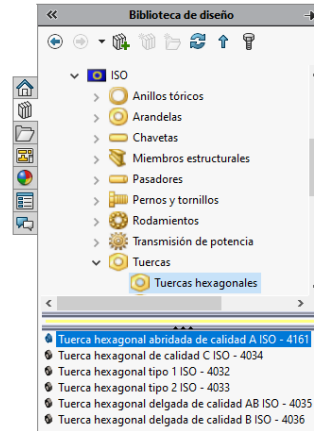 Biblioteca de diseño
ISO
Anillos tóricos
Arandelas
Chavetas
Miembros estructurales
Pasadores
Pernos y tornillos
Rodamientos
Transmisión de potencia
Tuercas
Tuercas hexagonales
Tuerca hexagonal abridada de calidad A ISO - 4161
Tuerca hexagonal de calidad C ISO - 4034
Tuerca hexagonal tipo 1 ISO - 4032
Tuerca hexagonal tipo 2 ISO - 4033
Tuerca hexagonal delgada de calidad AB ISO - 4035
Tuerca hexagonal delgada de calidad B ISO - 4036